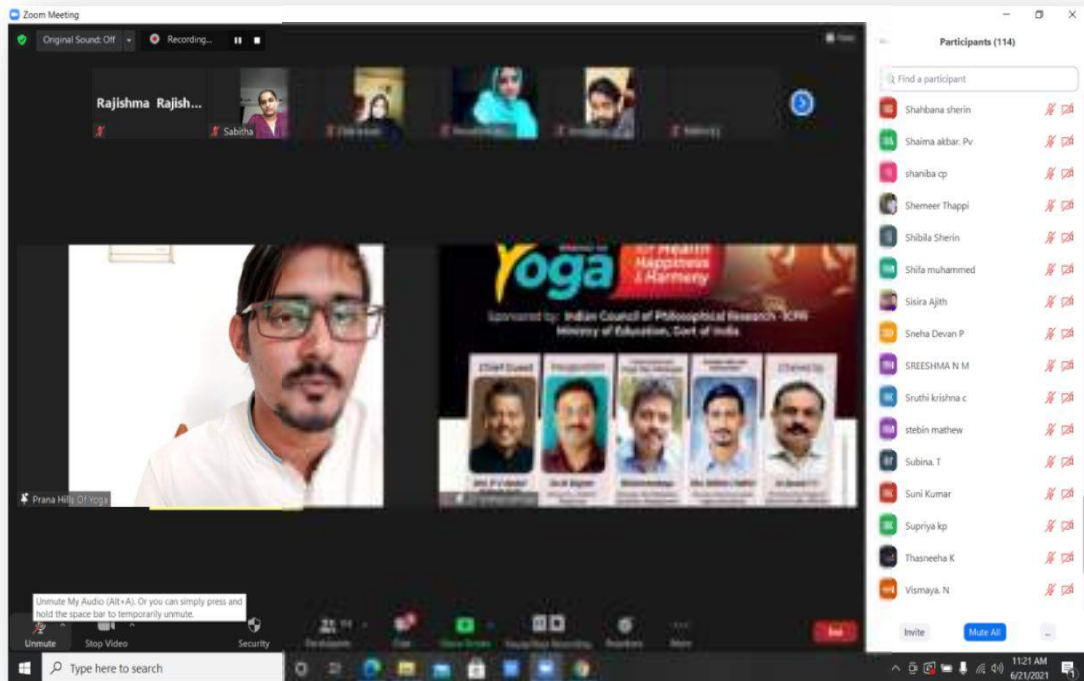 Zoom Meeting
Original Sound: Off
Recording...
Rajishma Rajish...
Sabitha
Yoga
for Health
Happiness
& Harmony
Sponsored by: Indian Council of Philosophical Research - ICPR
Ministry of Education, Govt of India
Chief Guest
Inauguration
Prana Hills Of Yoga
Unmute My Audio (Alt+A). Or you can simply press and
hold the space bar to temporarily unmute.
Unmute
Stop Video
Security
Participants
Chat
Share Screen
Pause/Stop Recording
Reactions
More
End
Participants (114)
Find a participant
Shahbana sherin
Shaima akbar. Pv
shaniba cp
Shemeer Thappi
Shibila Sherin
Shifa muhammed
Sisira Ajith
Sneha Devan P
SREESHMA N M
Sruthi krishna c
stebin mathew
Subina. T
Suni Kumar
Supriya kp
Thasneeha K
Vismaya. N
Invite
Mute All
...
Type here to search
11:21 AM
6/21/2021